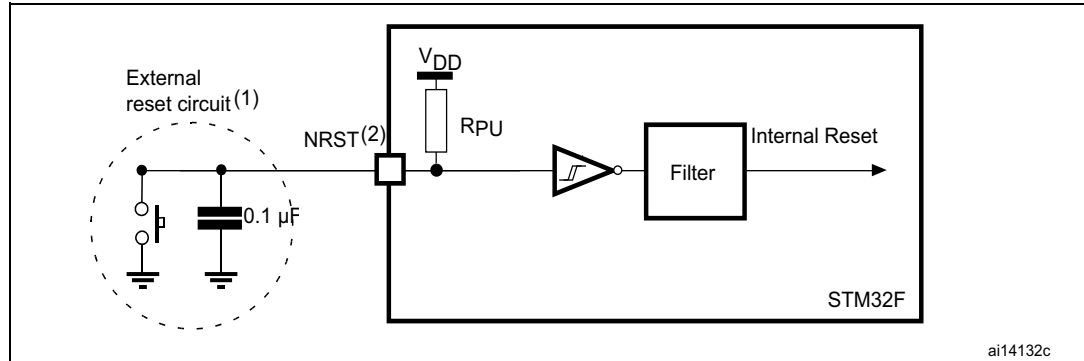 External
reset circuit(1)
VDD
RPU
NRST(2)
Internal Reset
Filter
0.1 µF
STM32F
ai14132c